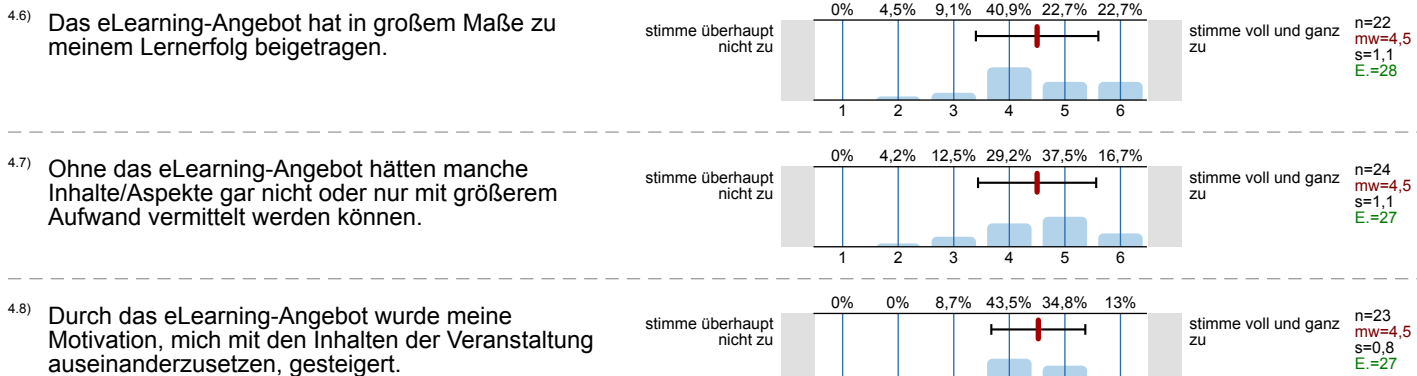 4.6) Das eLearning-Angebot hat in großem Maße zu
meinem Lernerfolg beigetragen.
stimme überhaupt
nicht zu
0% 4,5% 9,1% 40,9% 22,7% 22,7%
1 2 3 4 5 6
stimme voll und ganz
zu
n=22
mw=4,5
s=1,1
E.=28
4.7) Ohne das eLearning-Angebot hätten manche
Inhalte/Aspekte gar nicht oder nur mit größerem
Aufwand vermittelt werden können.
stimme überhaupt
nicht zu
0% 4,2% 12,5% 29,2% 37,5% 16,7%
1 2 3 4 5 6
stimme voll und ganz
zu
n=24
mw=4,5
s=1,1
E.=27
4.8) Durch das eLearning-Angebot wurde meine
Motivation, mich mit den Inhalten der Veranstaltung
auseinanderzusetzen, gesteigert.
stimme überhaupt
nicht zu
0% 0% 8,7% 43,5% 34,8% 13%
stimme voll und ganz
zu
n=23
mw=4,5
s=0,8
E.=27